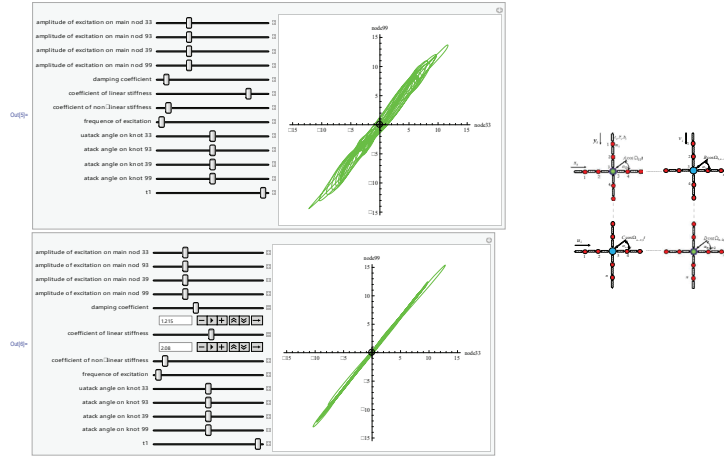 Out[5]=
amplitude of excitation on main nod 33
amplitude of excitation on main nod 93
amplitude of excitation on main nod 39
amplitude of excitation on main nod 99
damping coefficient
coefficient of linear stiffness
coefficient of non□linear stiffness
frequence of excitation
uatack angle on knot 33
atack angle on knot 93
atack angle on knot 39
atack angle on knot 99
t1
node99
15
10
5
□15
□10
□5
5
10
15
node33
□5
□10
□15
Out[6]=
amplitude of excitation on main nod 33
amplitude of excitation on main nod 93
amplitude of excitation on main nod 39
amplitude of excitation on main nod 99
damping coefficient
1.215
coefficient of linear stiffness
2.08
coefficient of non□linear stiffness
frequence of excitation
uatack angle on knot 33
atack angle on knot 93
atack angle on knot 39
atack angle on knot 99
t1
node99
15
10
5
□15
□10
□5
5
10
15
node33
□5
□10
□15